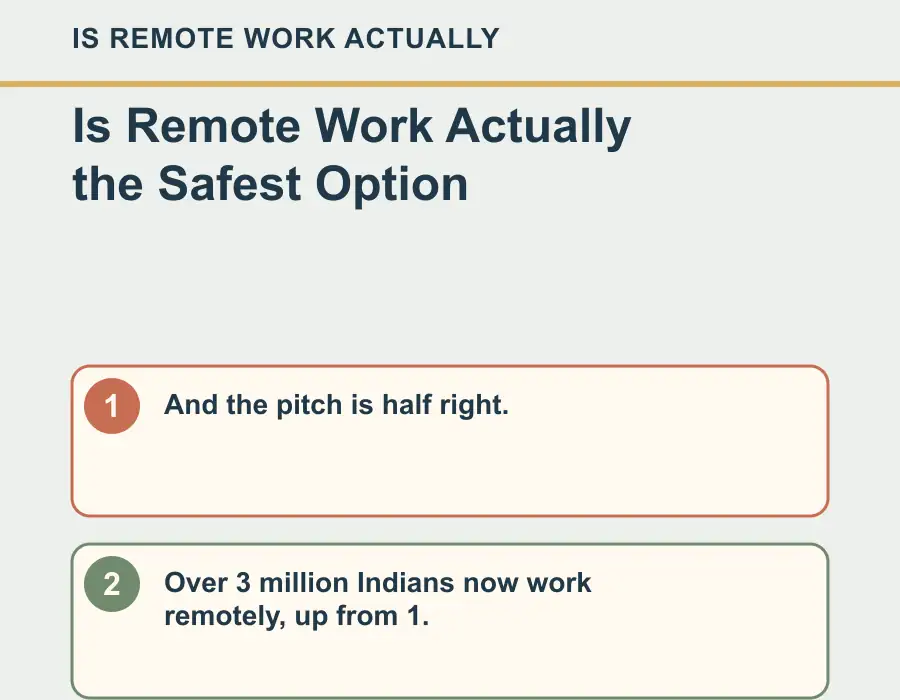 IS REMOTE WORK ACTUALLY
Is Remote Work Actually
the Safest Option
1
And the pitch is half right.
2
Over 3 million Indians now work
remotely, up from 1.